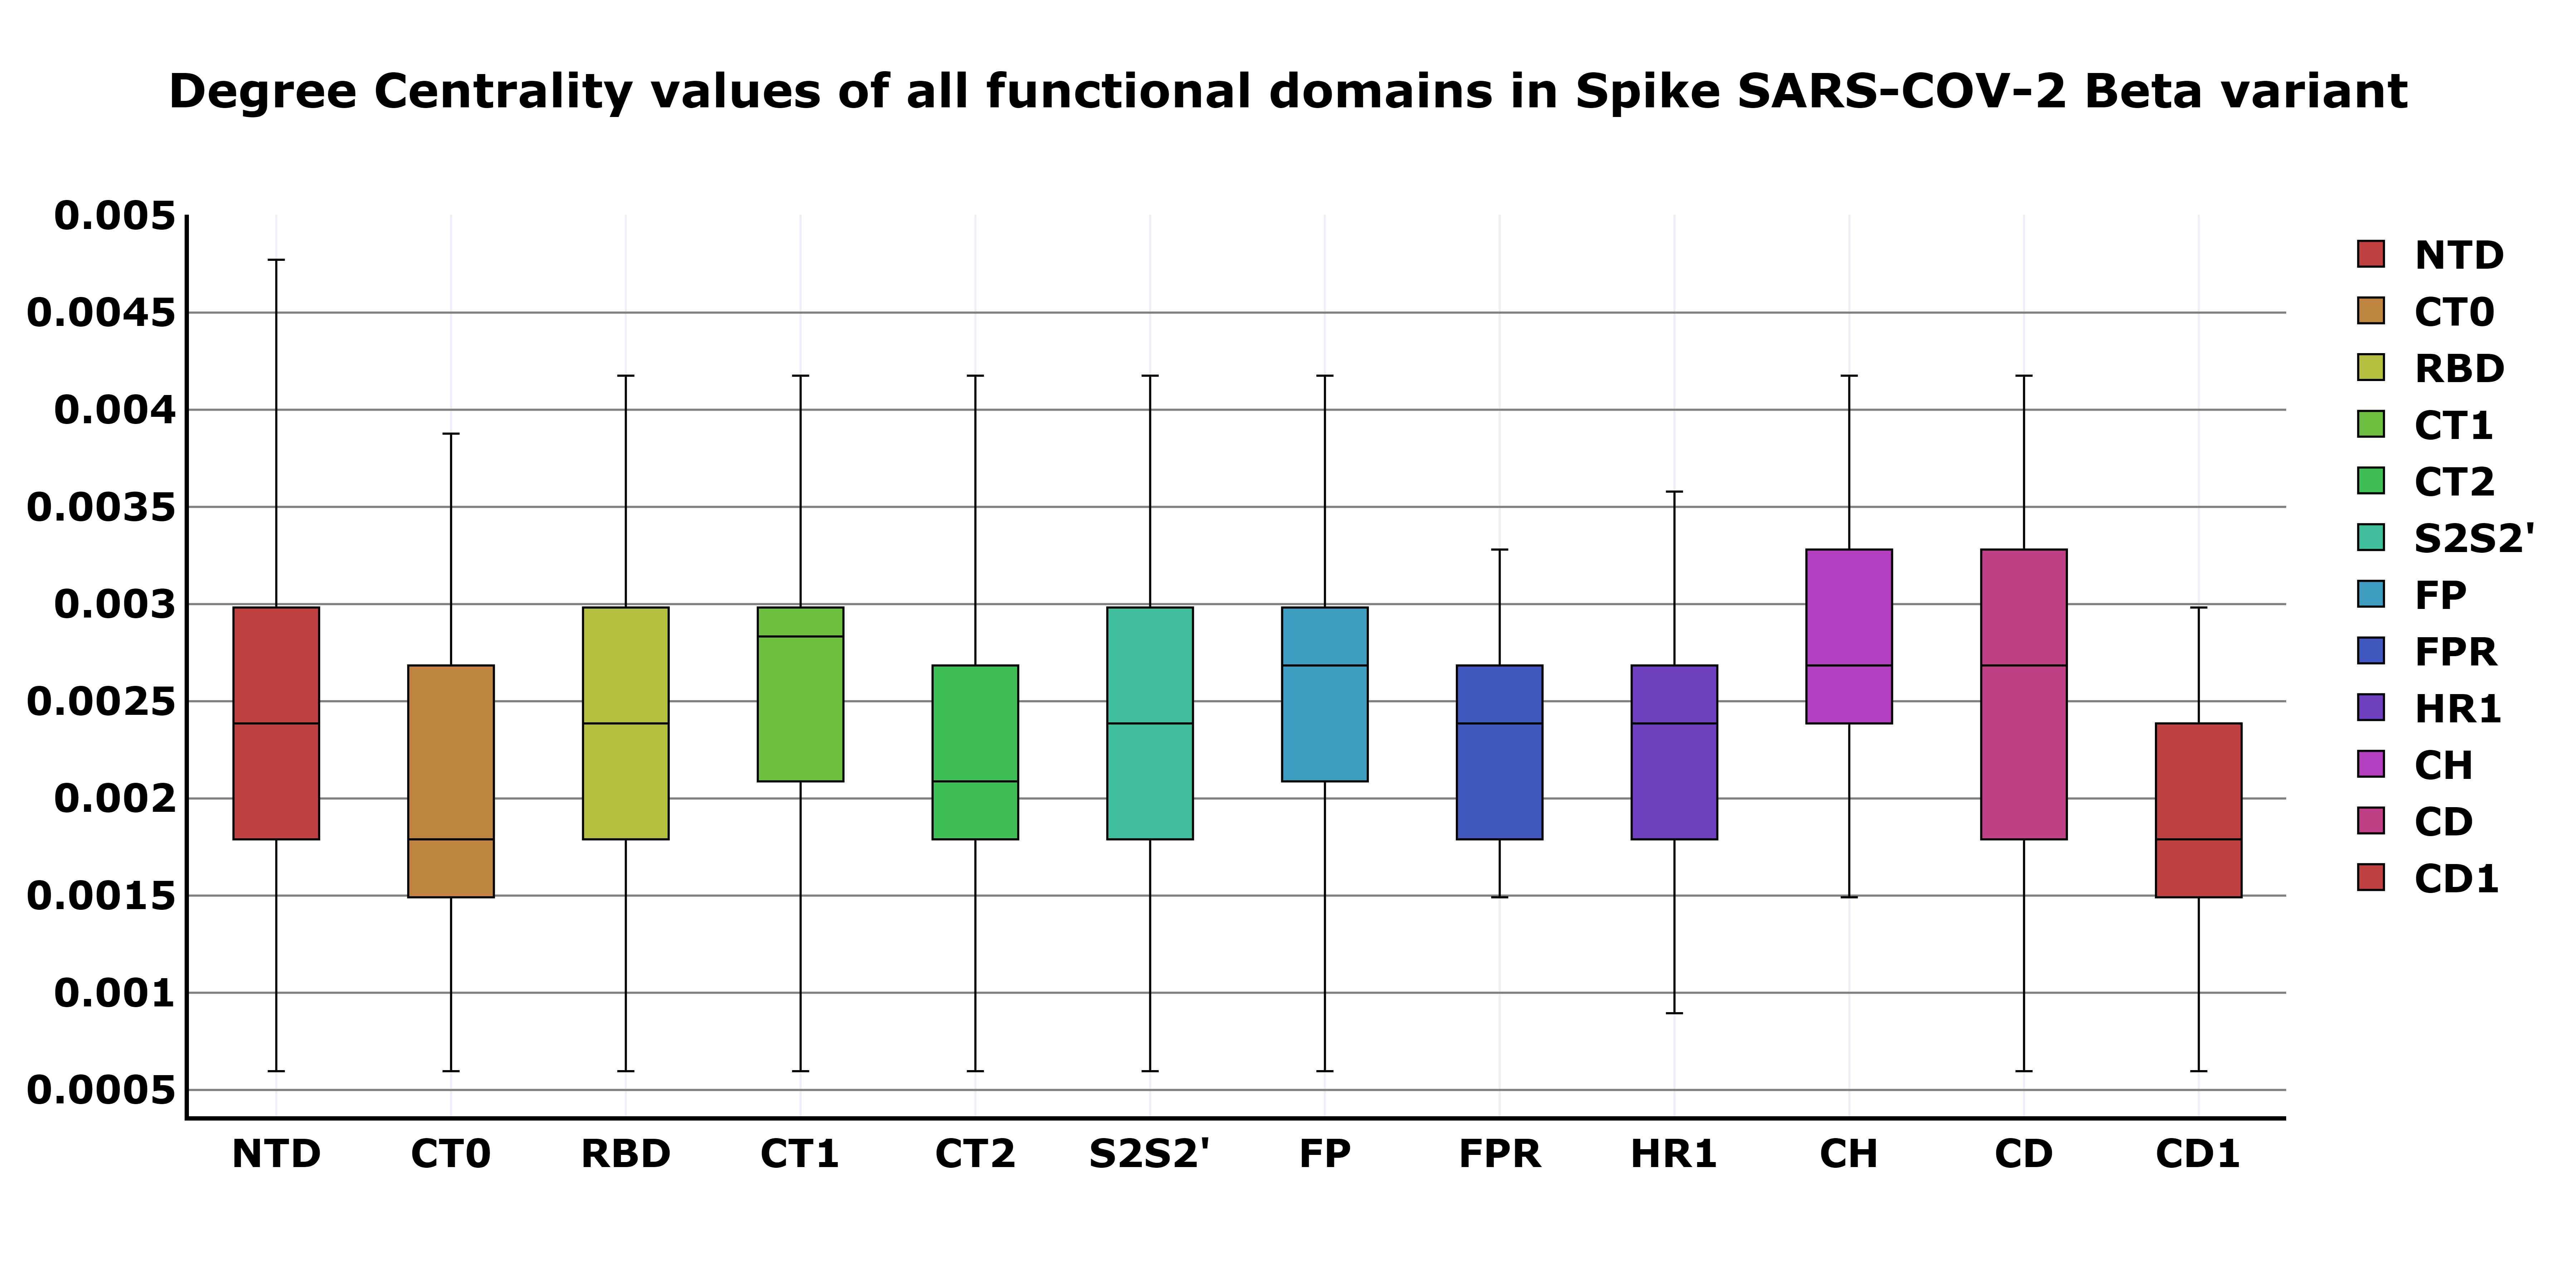 Degree Centrality values of all functional domains in Spike SARS-COV-2 Beta variant
0.005
0.0045
0.004
0.0035
0.003
0.0025
0.002
0.0015
0.001
0.0005
NTD CT0 RBD CT1 CT2 S2S2' FP FPR HR1 CH CD CD1
NTD
CT0
RBD
CT1
CT2
S2S2'
FP
FPR
HR1
CH
CD
CD1